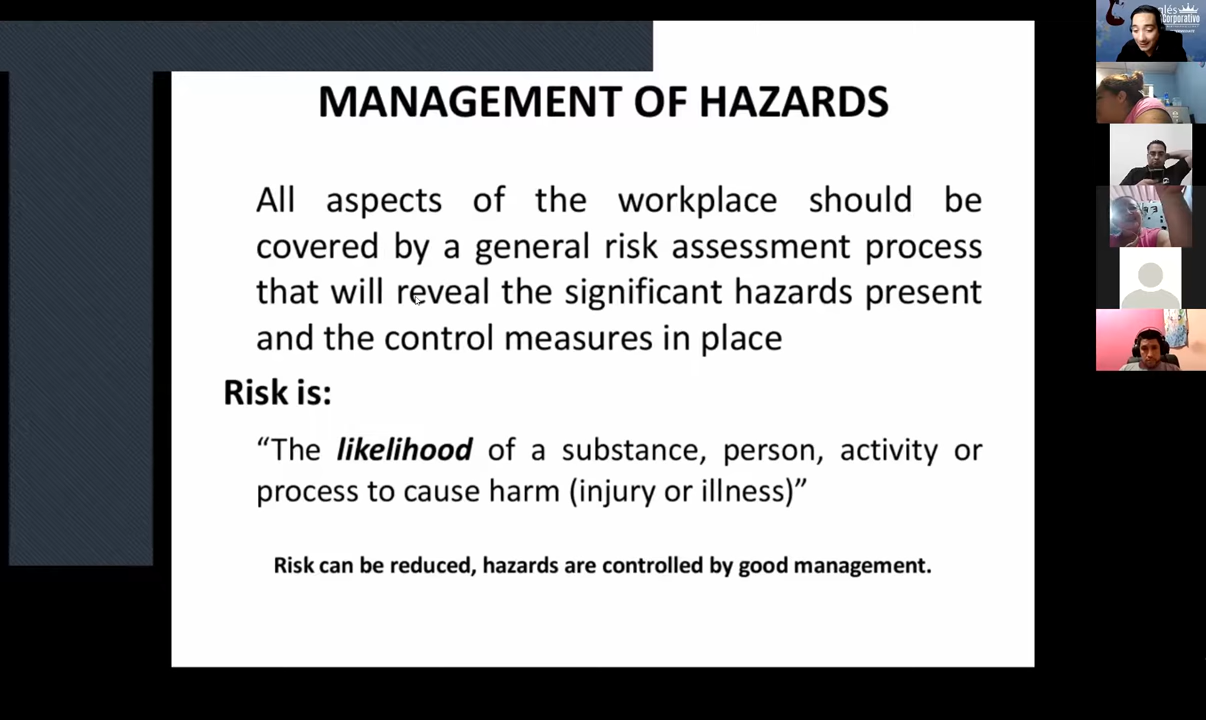 MANAGEMENT OF HAZARDS
All aspects of the workplace should be
covered by a general risk assessment process
that will reveal the significant hazards present
and the control measures in place
Risk is:
“The likelihood of a substance, person, activity or
process to cause harm (injury or illness)”
Risk can be reduced, hazards are controlled by good management.
glés
Corporativo